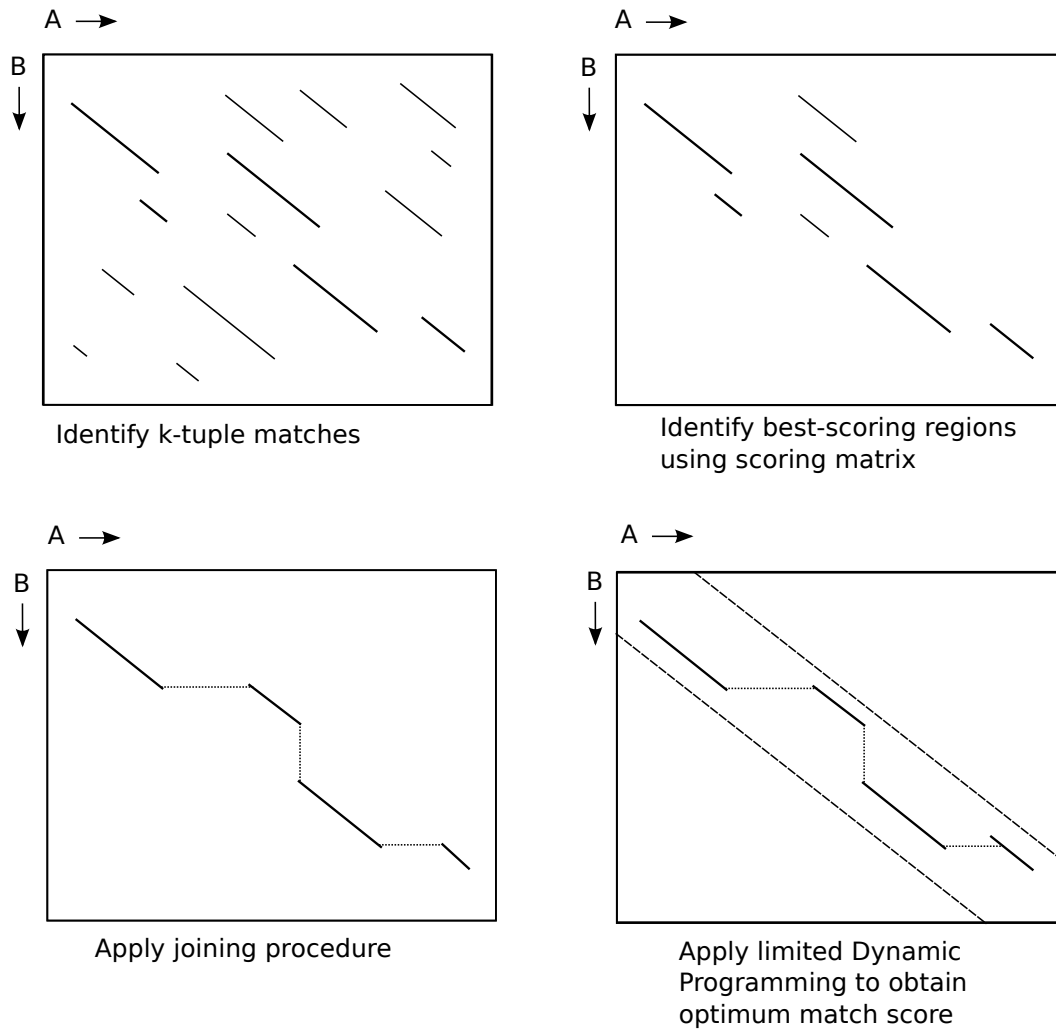 A
B
Identify k-tuple matches
A
B
Identify best-scoring regions
using scoring matrix
A
B
Apply joining procedure
A
B
Apply limited Dynamic
Programming to obtain
optimum match score